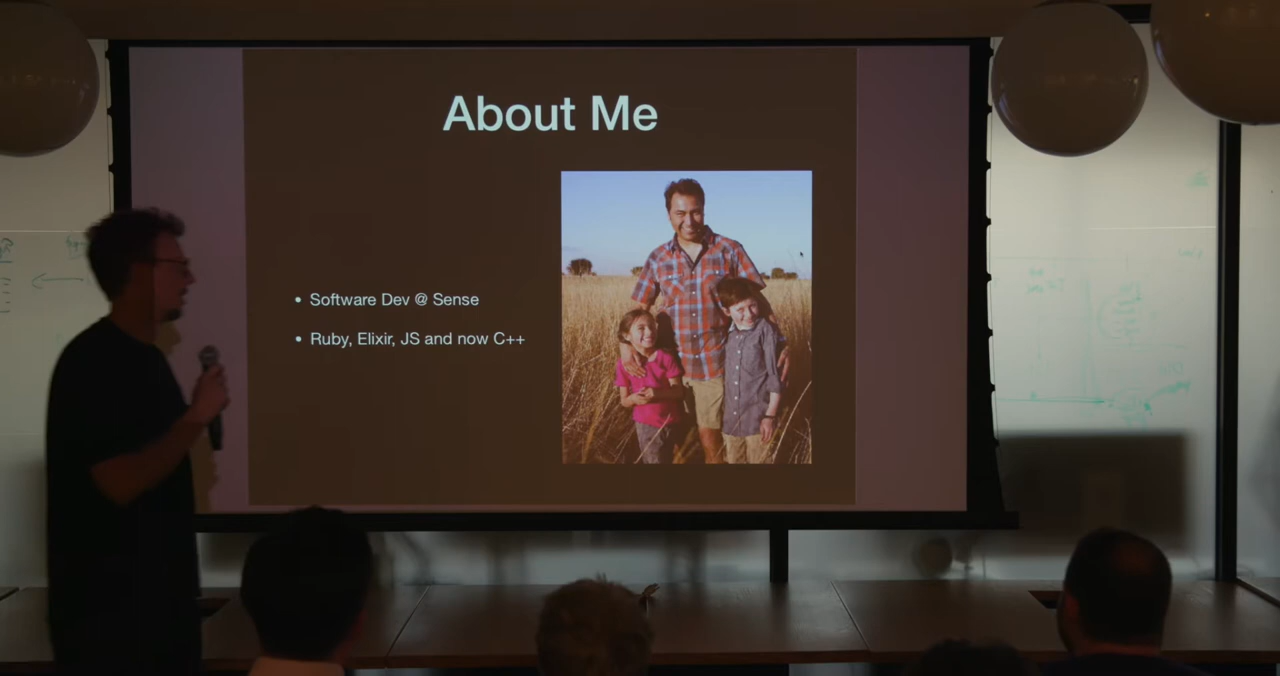 About Me
• Software Dev @ Sense
• Ruby, Elixir, JS and now C++